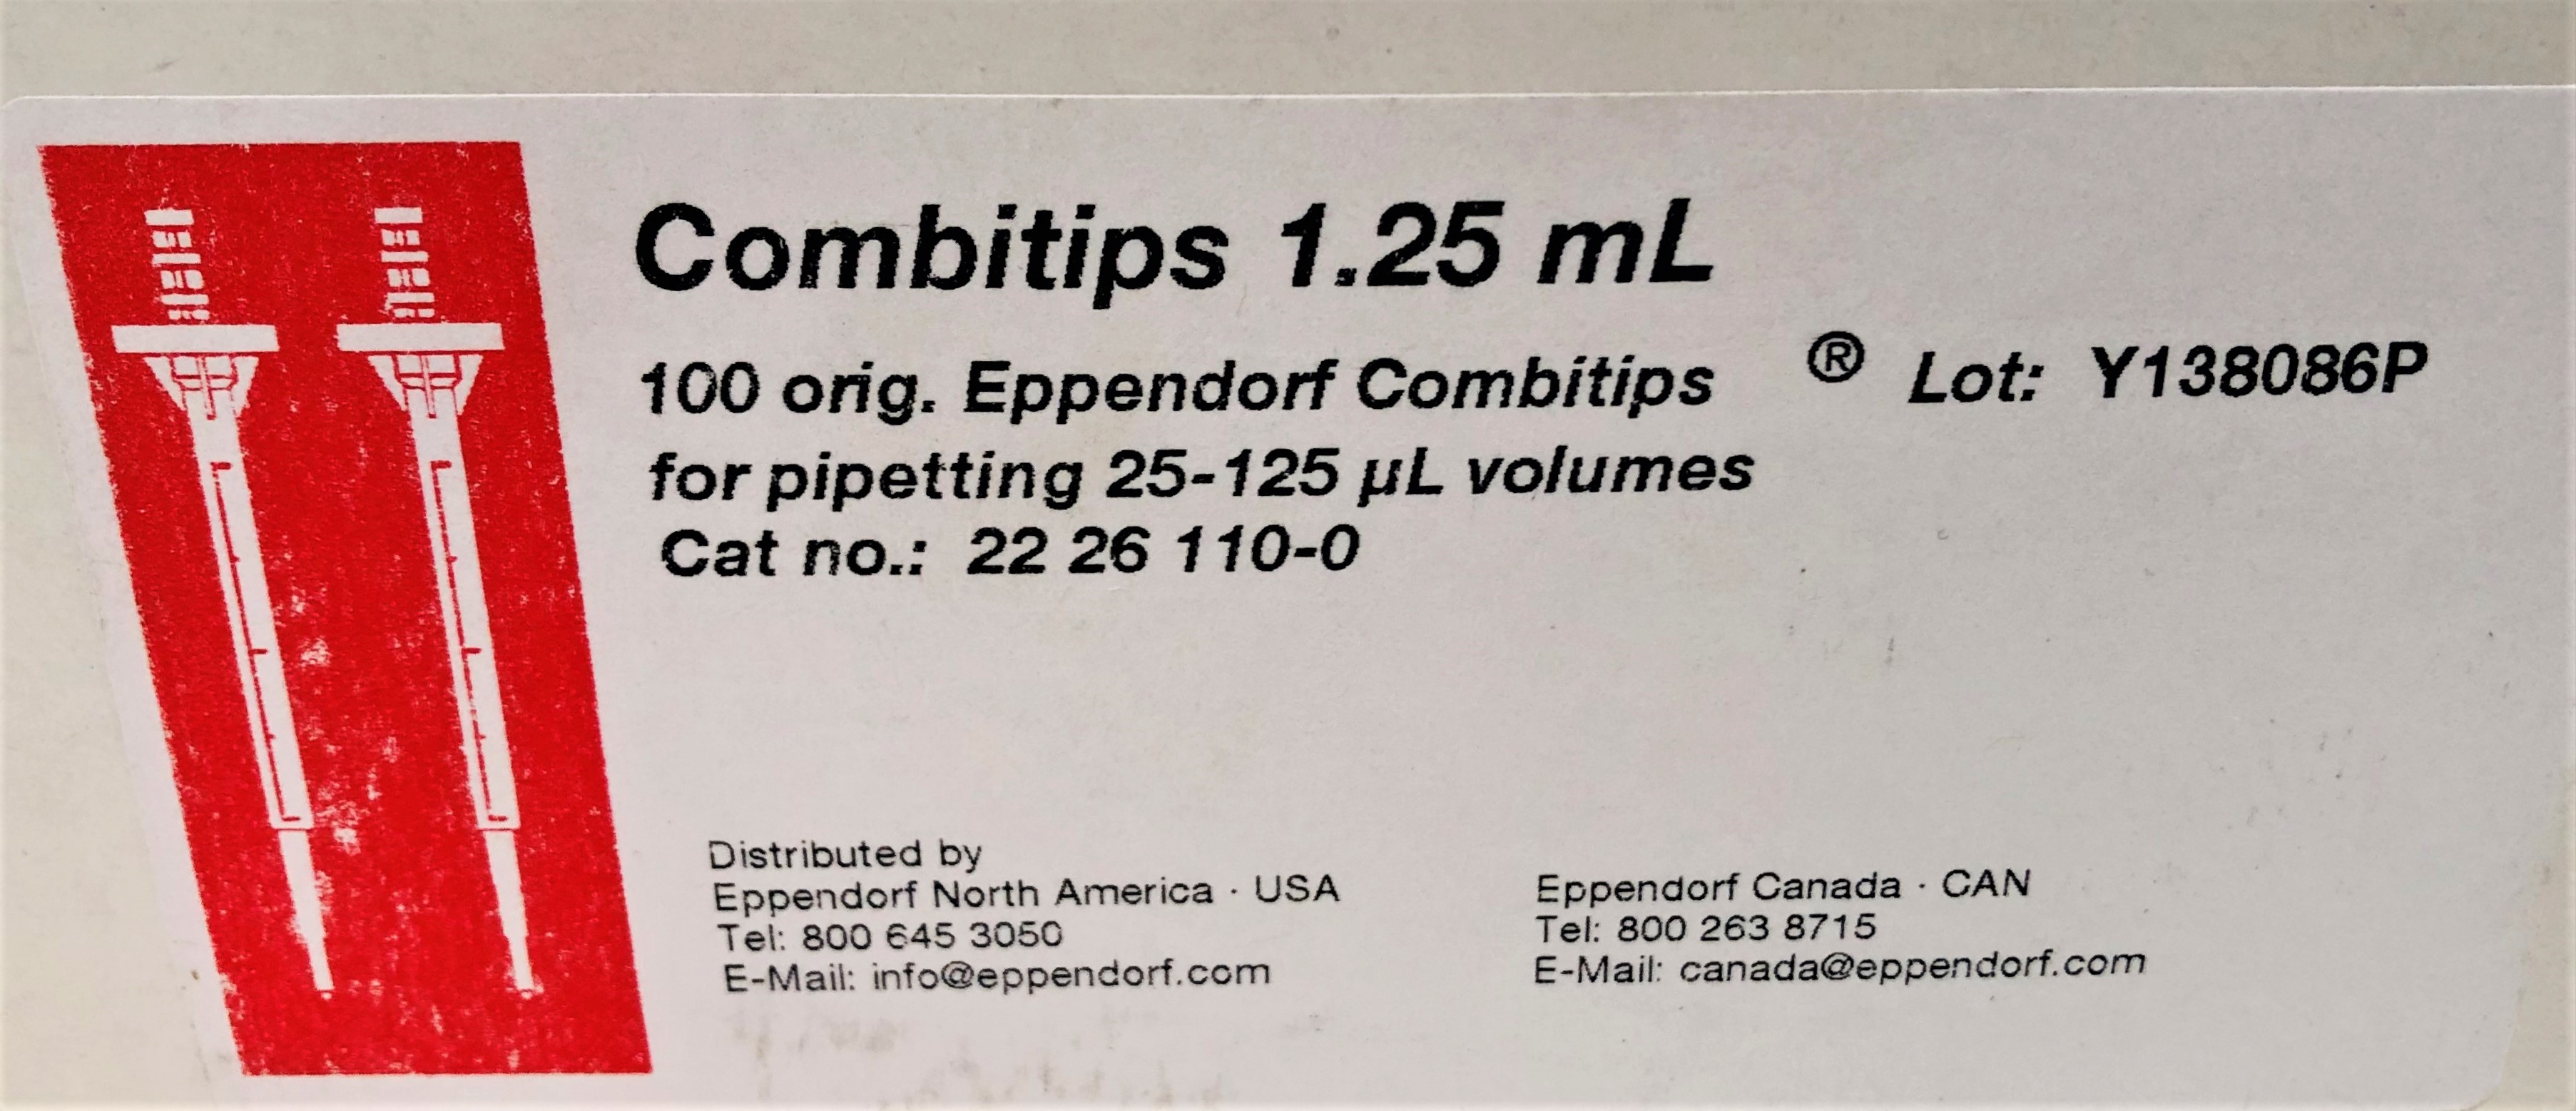 Combitips 1.25 mL
100 orig. Eppendorf Combitips ® Lot: Y138086P
for pipetting 25-125 µL volumes
Cat no.: 22 26 110-0
Distributed by
Eppendorf North America · USA
Tel: 800 645 3050
E-Mail: info@eppendorf.com
Eppendorf Canada · CAN
Tel: 800 263 8715
E-Mail: canada@eppendorf.com